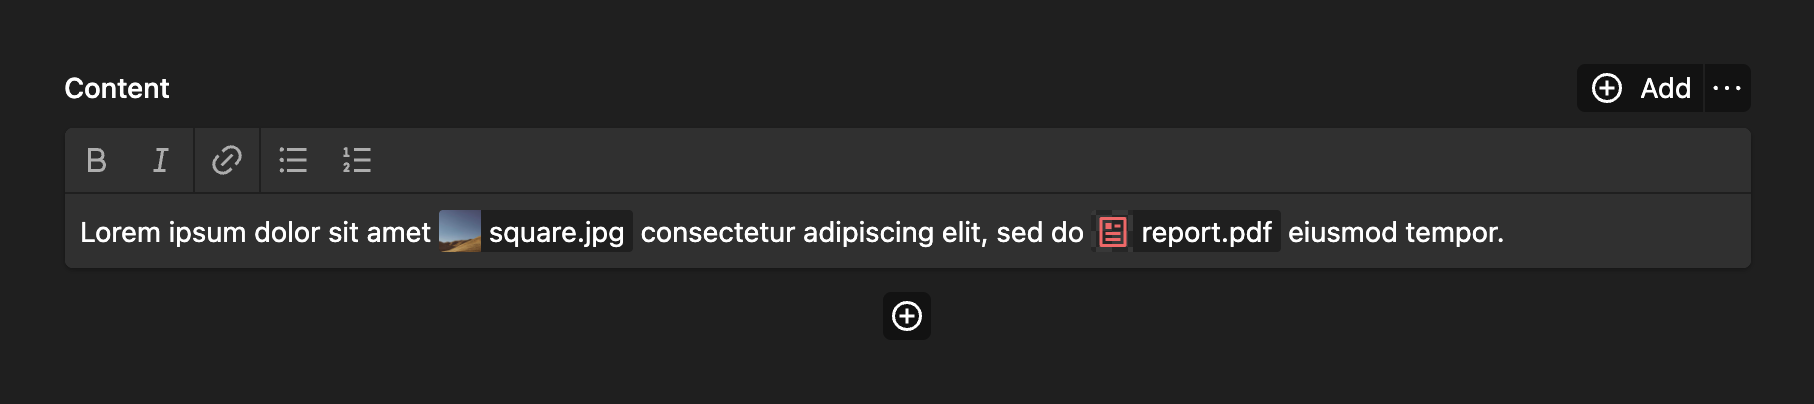 Content
Add
B I
Lorem ipsum dolor sit amet square.jpg consectetur adipiscing elit, sed do report.pdf eiusmod tempor.